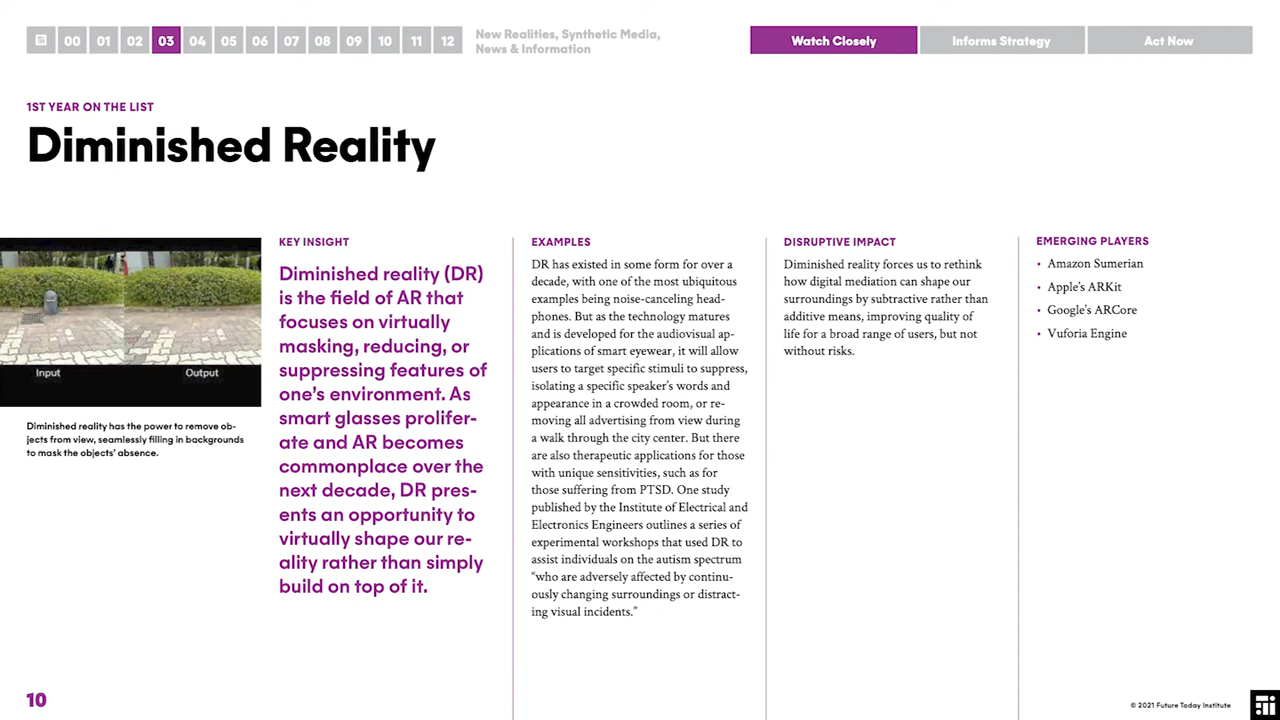 00 01 02 03 04 05 06 07 08 09 10 11 12
New Realities, Synthetic Media,
News & Information
Watch Closely
Informs Strategy
Act Now
1ST YEAR ON THE LIST
Diminished Reality
Input
Output
Diminished reality has the power to remove ob-
jects from view, seamlessly filling in backgrounds
to mask the objects' absence.
KEY INSIGHT
Diminished reality (DR)
is the field of AR that
focuses on virtually
masking, reducing, or
suppressing features of
one's environment. As
smart glasses prolifer-
ate and AR becomes
commonplace over the
next decade, DR pres-
ents an opportunity to
virtually shape our re-
ality rather than simply
build on top of it.
EXAMPLES
DR has existed in some form for over a
decade, with one of the most ubiquitous
examples being noise-canceling head-
phones. But as the technology matures
and is developed for the audiovisual ap-
plications of smart eyewear, it will allow
users to target specific stimuli to suppress,
isolating a specific speaker's words and
appearance in a crowded room, or re-
moving all advertising from view during
a walk through the city center. But there
are also therapeutic applications for those
with unique sensitivities, such as for
those suffering from PTSD. One study
published by the Institute of Electrical and
Electronics Engineers outlines a series of
experimental workshops that used DR to
assist individuals on the autism spectrum
“who are adversely affected by continu-
ously changing surroundings or distract-
ing visual incidents.”
DISRUPTIVE IMPACT
Diminished reality forces us to rethink
how digital mediation can shape our
surroundings by subtractive rather than
additive means, improving quality of
life for a broad range of users, but not
without risks.
EMERGING PLAYERS
• Amazon Sumerian
• Apple's ARKit
• Google's ARCore
• Vuforia Engine
10
© 2021 Future Today Institute